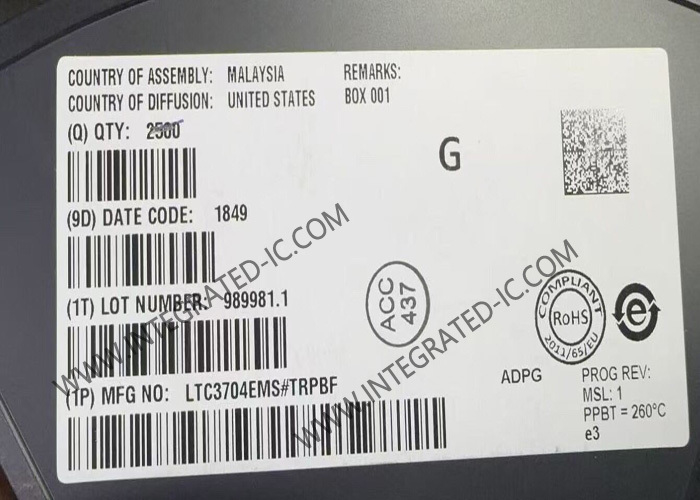 COUNTRY OF ASSEMBLY: MALAYSIA
COUNTRY OF DIFFUSION: UNITED STATES
REMARKS:
BOX 001
(Q) QTY: 2500
G
(9D) DATE CODE: 1849
(1T) LOT NUMBER: 989981.1
ACC
437
COMPLIANT
RoHS
2011/65/EU
e
(1P) MFG NO: LTC3704EMS#TRPBF
ADPG
PROG REV:
MSL: 1
PPBT = 260°C
e3
WWW.INTEGRATED-IC.COM
WWW.INTEGRATED-IC.COM